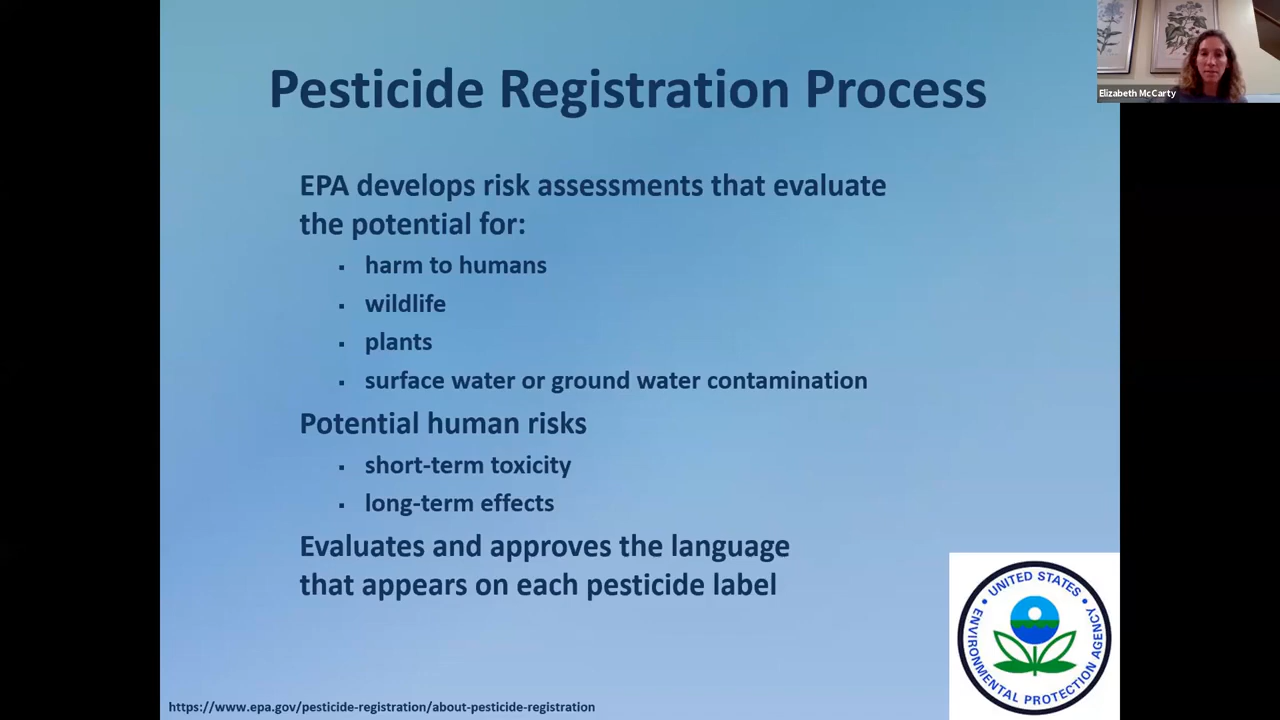 Pesticide Registration Process
Elizabeth McCarty
EPA develops risk assessments that evaluate
the potential for:
▪ harm to humans
▪ wildlife
▪ plants
▪ surface water or ground water contamination
Potential human risks
▪ short-term toxicity
▪ long-term effects
Evaluates and approves the language
that appears on each pesticide label
UNITED STATES
ENVIRONMENTAL PROTECTION AGENCY
https://www.epa.gov/pesticide-registration/about-pesticide-registration